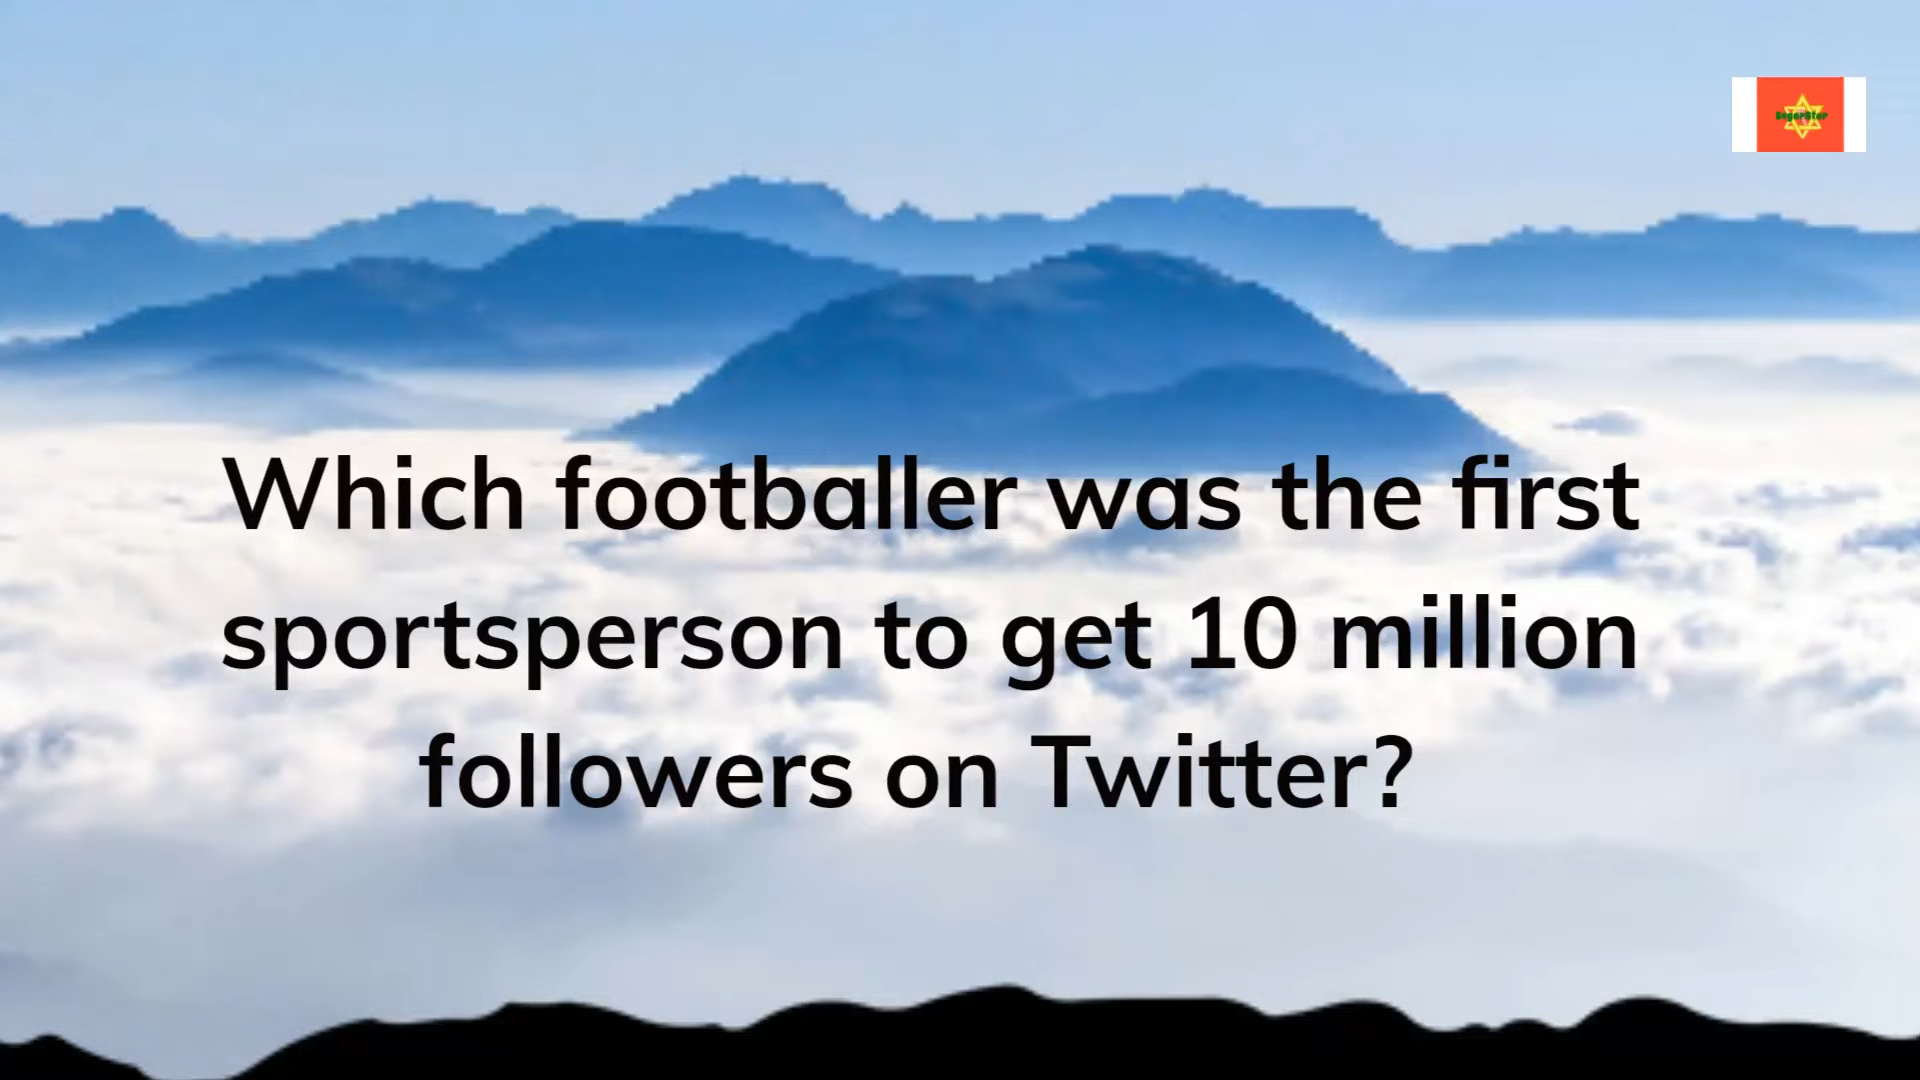 Which footballer was the first
sportsperson to get 10 million
followers on Twitter?